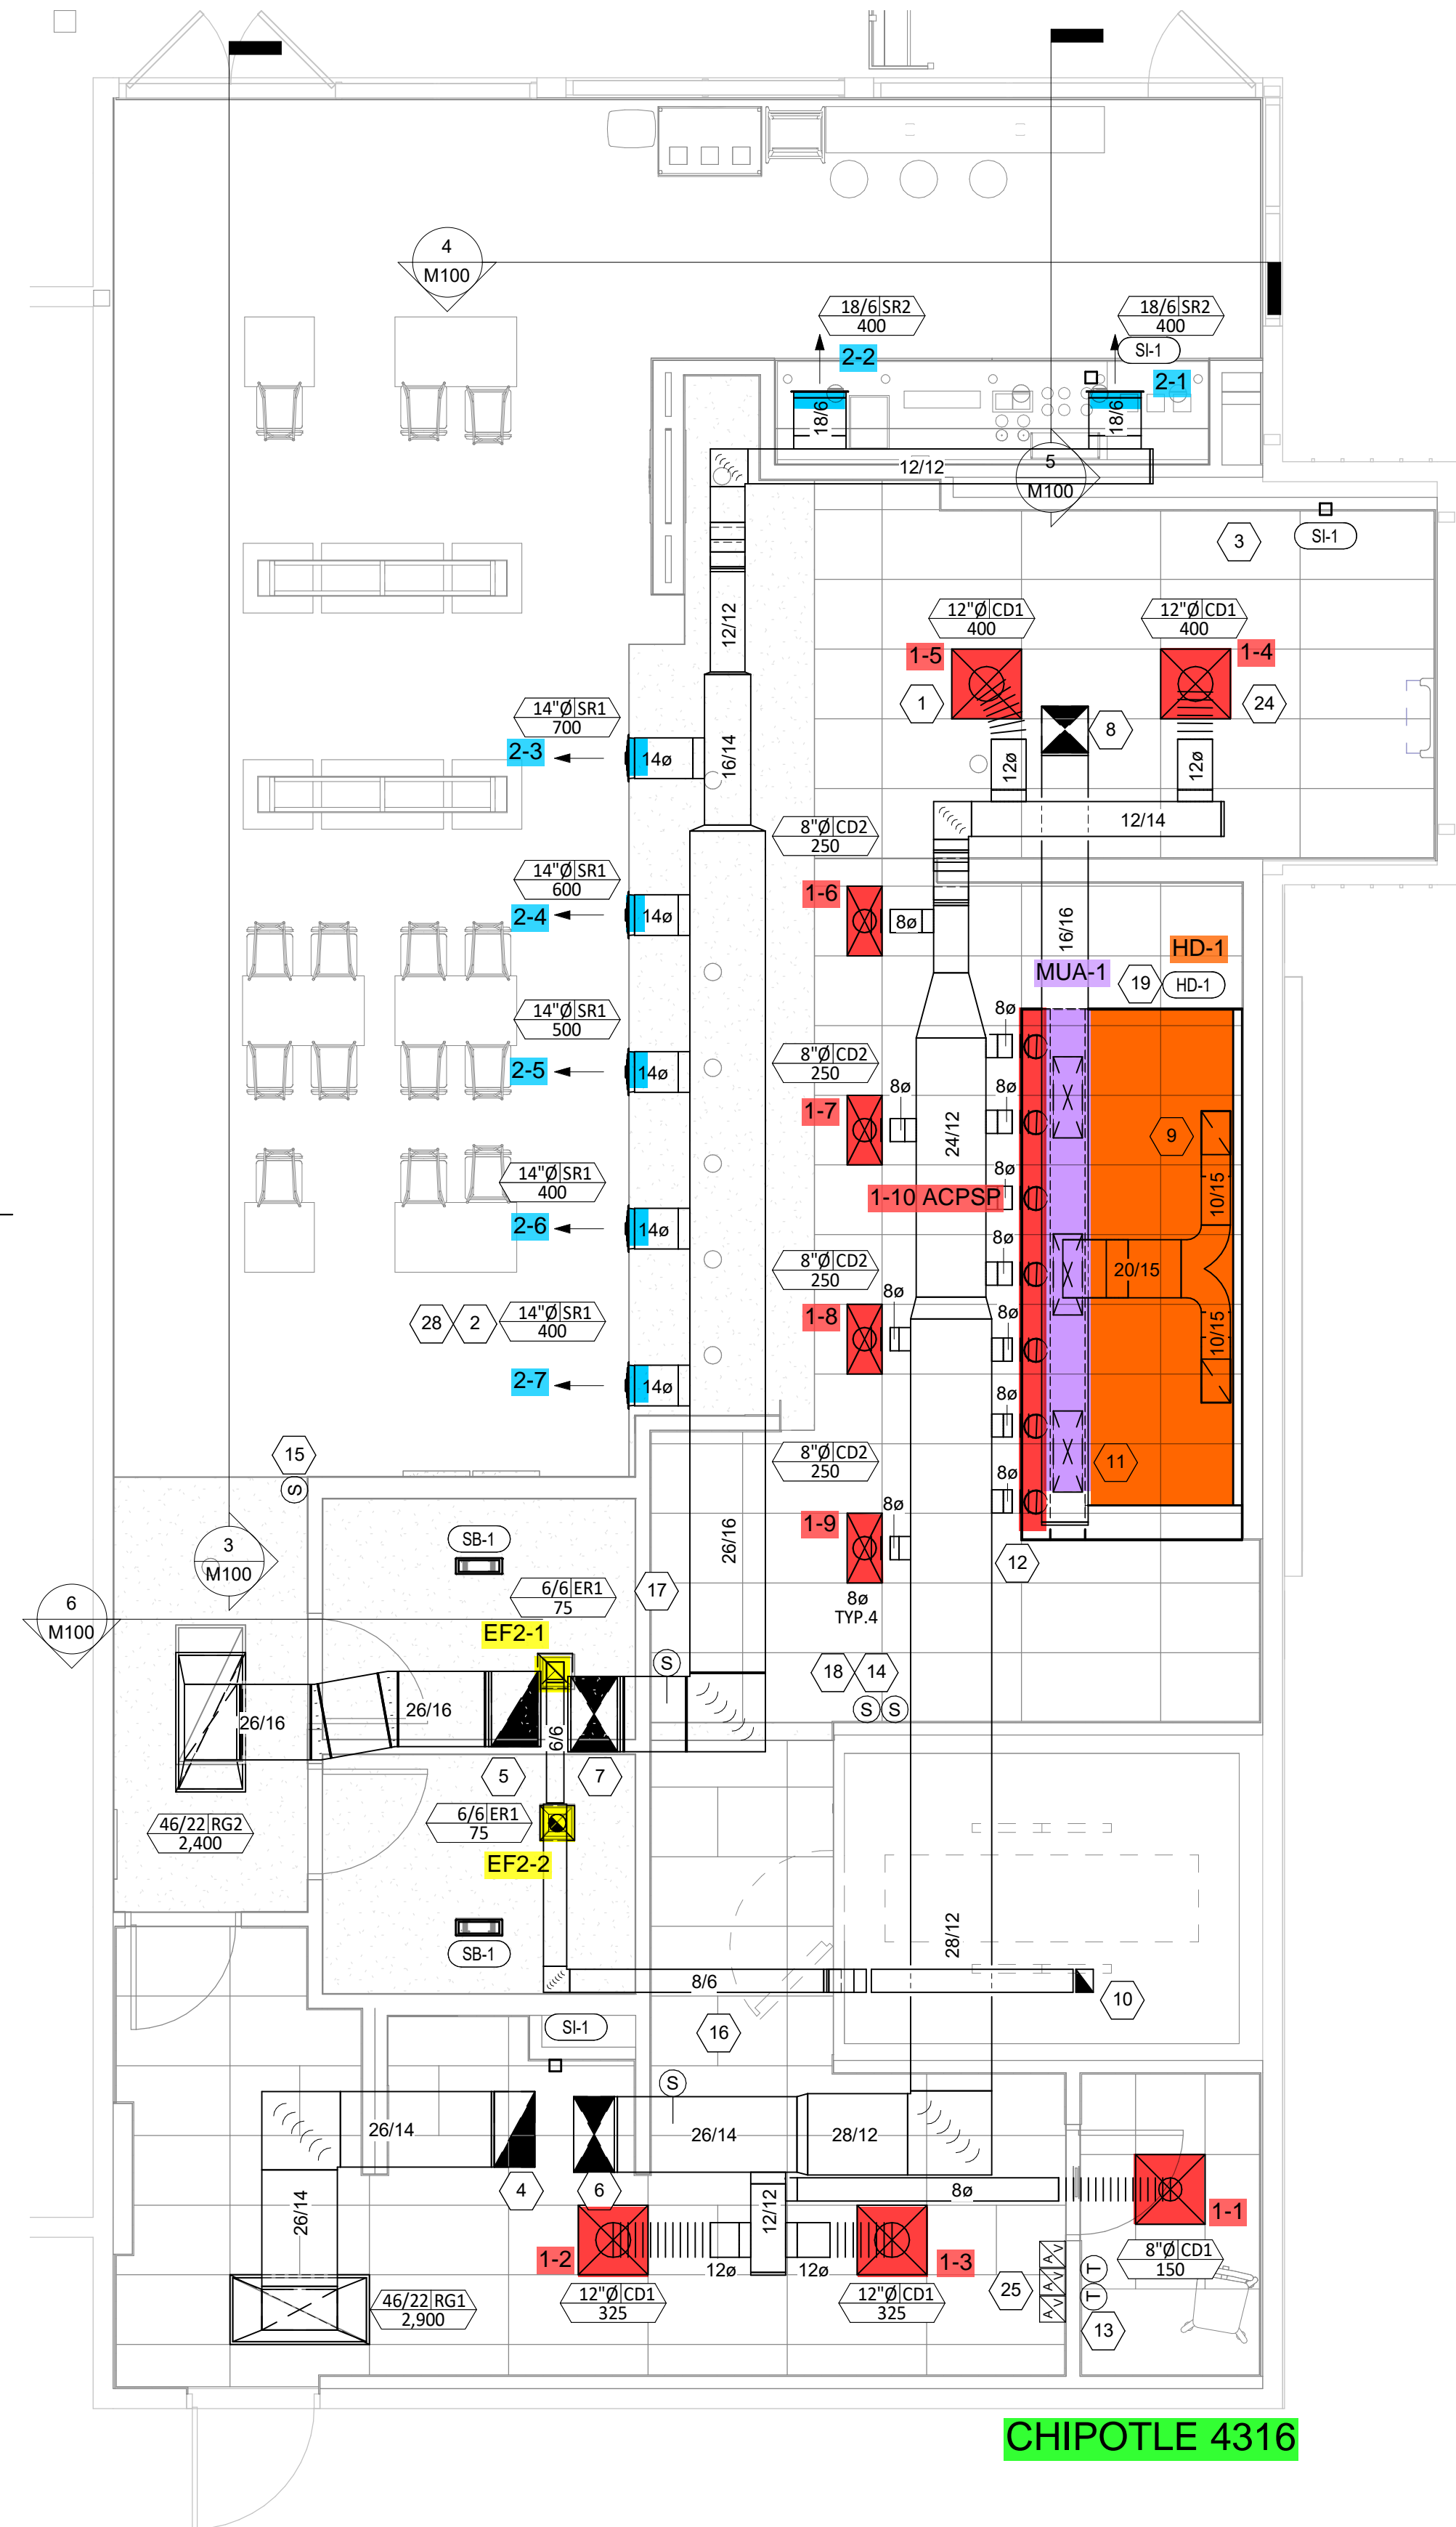 4
M100
18/6 SR2
400
18/6 SR2
400
SI-1
2-2
2-1
18/6
18/6
12/12
5
M100
3
SI-1
12"Ø CD1
400
12"Ø CD1
400
12/12
1-5
1-4
1
24
8
14"Ø SR1
700
2-3
14ø
16/14
12ø
12ø
8"Ø CD2
250
12/14
14"Ø SR1
600
2-4
14ø
1-6
8ø
16/16
HD-1
MUA-1
19
HD-1
14"Ø SR1
500
2-5
14ø
8"Ø CD2
250
8ø
8ø
8ø
1-7
24/12
9
8ø
14"Ø SR1
400
2-6
14ø
1-10 ACPSP
10/15
8ø
8"Ø CD2
250
20/15
8ø
8ø
28
2
14"Ø SR1
400
1-8
10/15
2-7
14ø
8ø
15
S
8"Ø CD2
250
11
8ø
8ø
1-9
26/16
SB-1
3
M100
12
6/6 ER1
75
17
8ø
TYP.4
6
M100
EF2-1
S
18
14
S
S
26/16
26/16
6/6
5
7
46/22 RG2
2,400
6/6 ER1
75
EF2-2
28/12
SB-1
8/6
10
SI-1
16
S
26/14
26/14
28/12
4
6
8ø
26/14
12/12
1-1
1-2
12ø
12ø
1-3
A V
A V
A V
T
T
8"Ø CD1
150
25
46/22 RG1
2,900
12"Ø CD1
325
12"Ø CD1
325
13
CHIPOTLE 4316